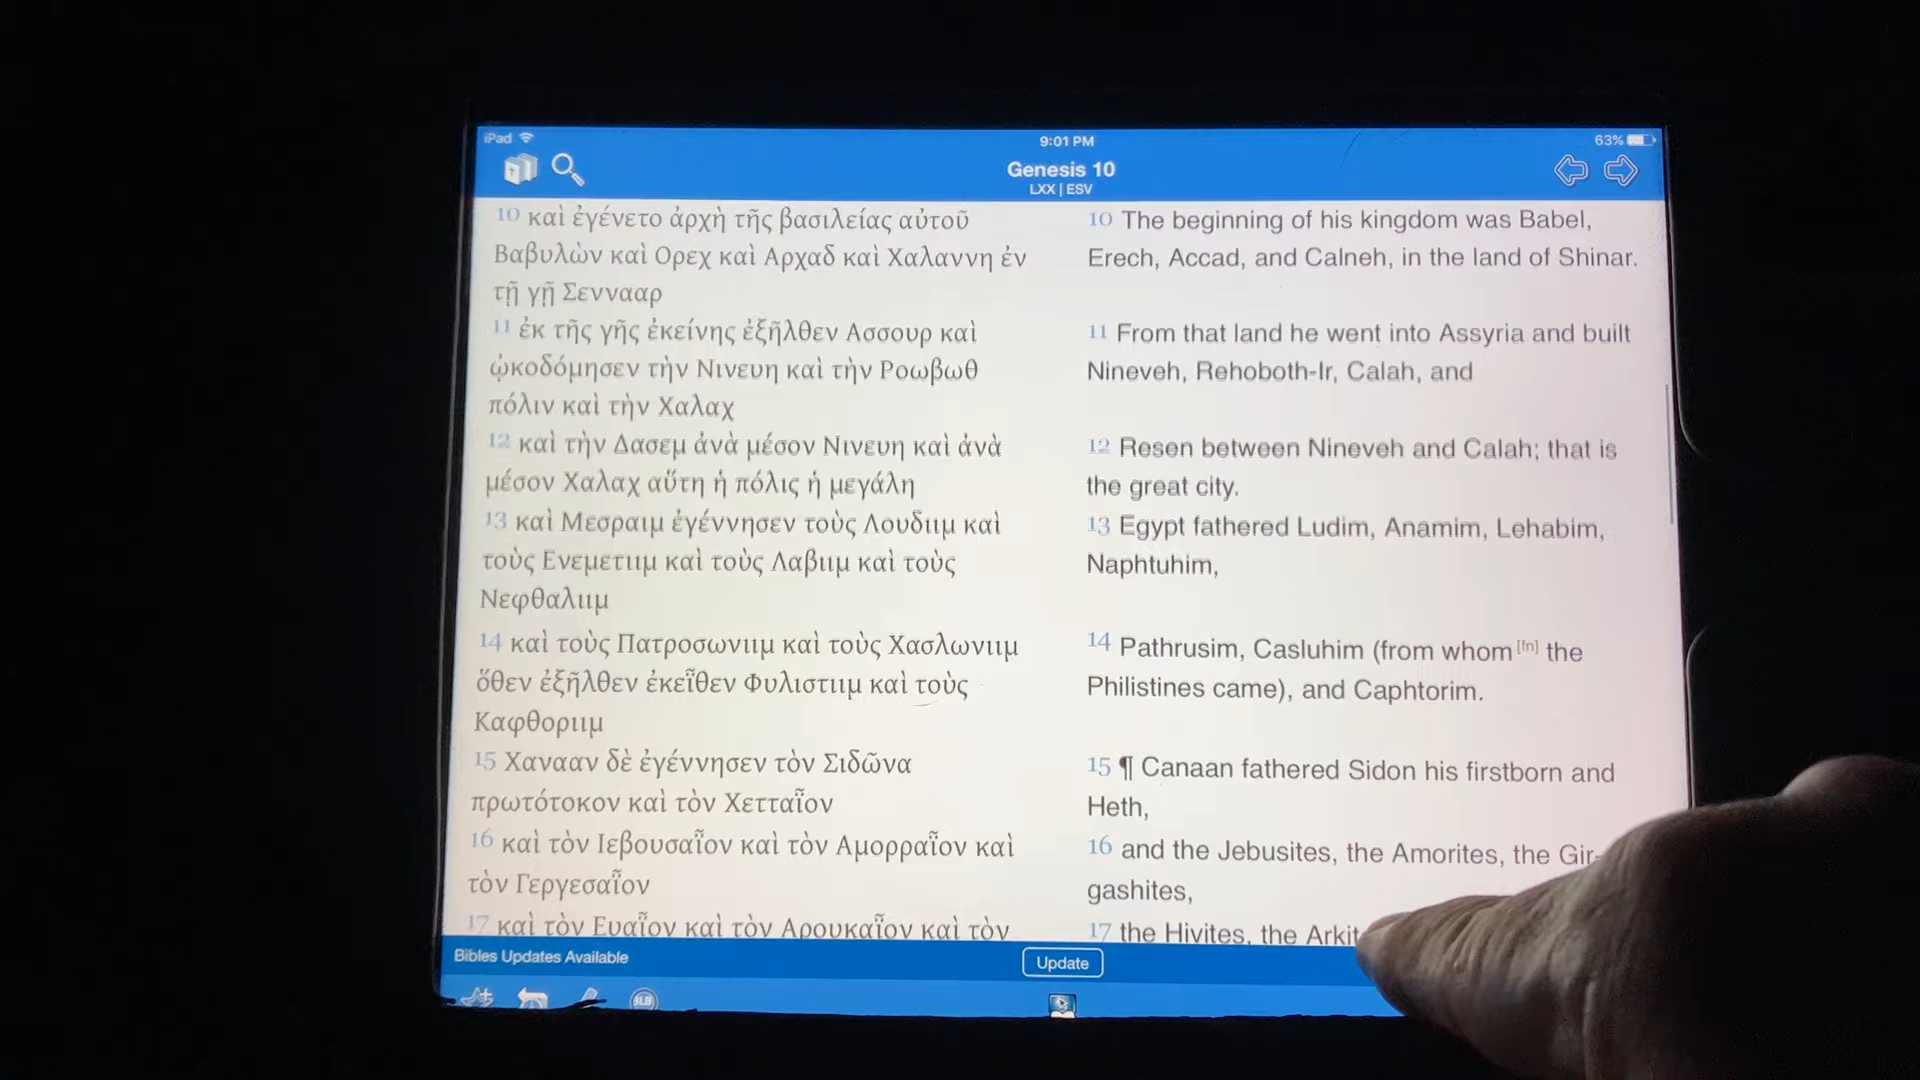 iPad
9:01 PM
63%
Genesis 10
LXX | ESV
10 καὶ ἐγένετο ἀρχὴ τῆς βασιλείας αὐτοῦ
Βαβυλὼν καὶ Ορεχ καὶ Αρχαδ καὶ Χαλαννη ἐν
τῇ γῇ Σεννααρ
11 ἐκ τῆς γῆς ἐκείνης ἐξῆλθεν Ασσουρ καὶ
ᾠκοδόμησεν τὴν Νινευη καὶ τὴν Ροωβωθ
πόλιν καὶ τὴν Χαλαχ
12 καὶ τὴν Δασεμ ἀνὰ μέσον Νινευη καὶ ἀνὰ
μέσον Χαλαχ αὕτη ἡ πόλις ἡ μεγάλη
13 καὶ Μεσραιμ ἐγέννησεν τοὺς Λουδιιμ καὶ
τοὺς Ενεμετιιμ καὶ τοὺς Λαβιιμ καὶ τοὺς
Νεφθαλιιμ
14 καὶ τοὺς Πατροσωνιιμ καὶ τοὺς Χασλωνιιμ
ὅθεν ἐξῆλθεν ἐκεῖθεν Φυλιστιιμ καὶ τοὺς
Καφθοριιμ
15 Χανααν δὲ ἐγέννησεν τὸν Σιδῶνα
πρωτότοκον καὶ τὸν Χετταῖον
16 καὶ τὸν Ιεβουσαῖον καὶ τὸν Αμορραῖον καὶ
τὸν Γεργεσαῖον
17 καὶ τὸν Ευαῖον καὶ τὸν Αρουκαῖον καὶ τὸν
10 The beginning of his kingdom was Babel,
Erech, Accad, and Calneh, in the land of Shinar.
11 From that land he went into Assyria and built
Nineveh, Rehoboth-Ir, Calah, and
12 Resen between Nineveh and Calah; that is
the great city.
13 Egypt fathered Ludim, Anamim, Lehabim,
Naphtuhim,
14 Pathrusim, Casluhim (from whom [fn] the
Philistines came), and Caphtorim.
15 ¶ Canaan fathered Sidon his firstborn and
Heth,
16 and the Jebusites, the Amorites, the Gir-
gashites,
17 the Hivites, the Arkit
Bibles Updates Available
Update
BLB